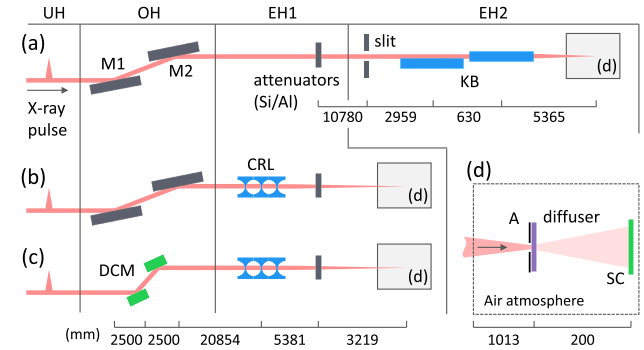 UH OH EH1 EH2
(a)
M1
M2
X-ray
pulse
attenuators
(Si/Al)
slit
KB
(d)
10780 2959 630 5365
(b)
CRL
(d)
(c)
DCM
(d)
(mm) 2500 2500 20854 5381 3219
(d)
A diffuser
SC
Air atmosphere
1013 200